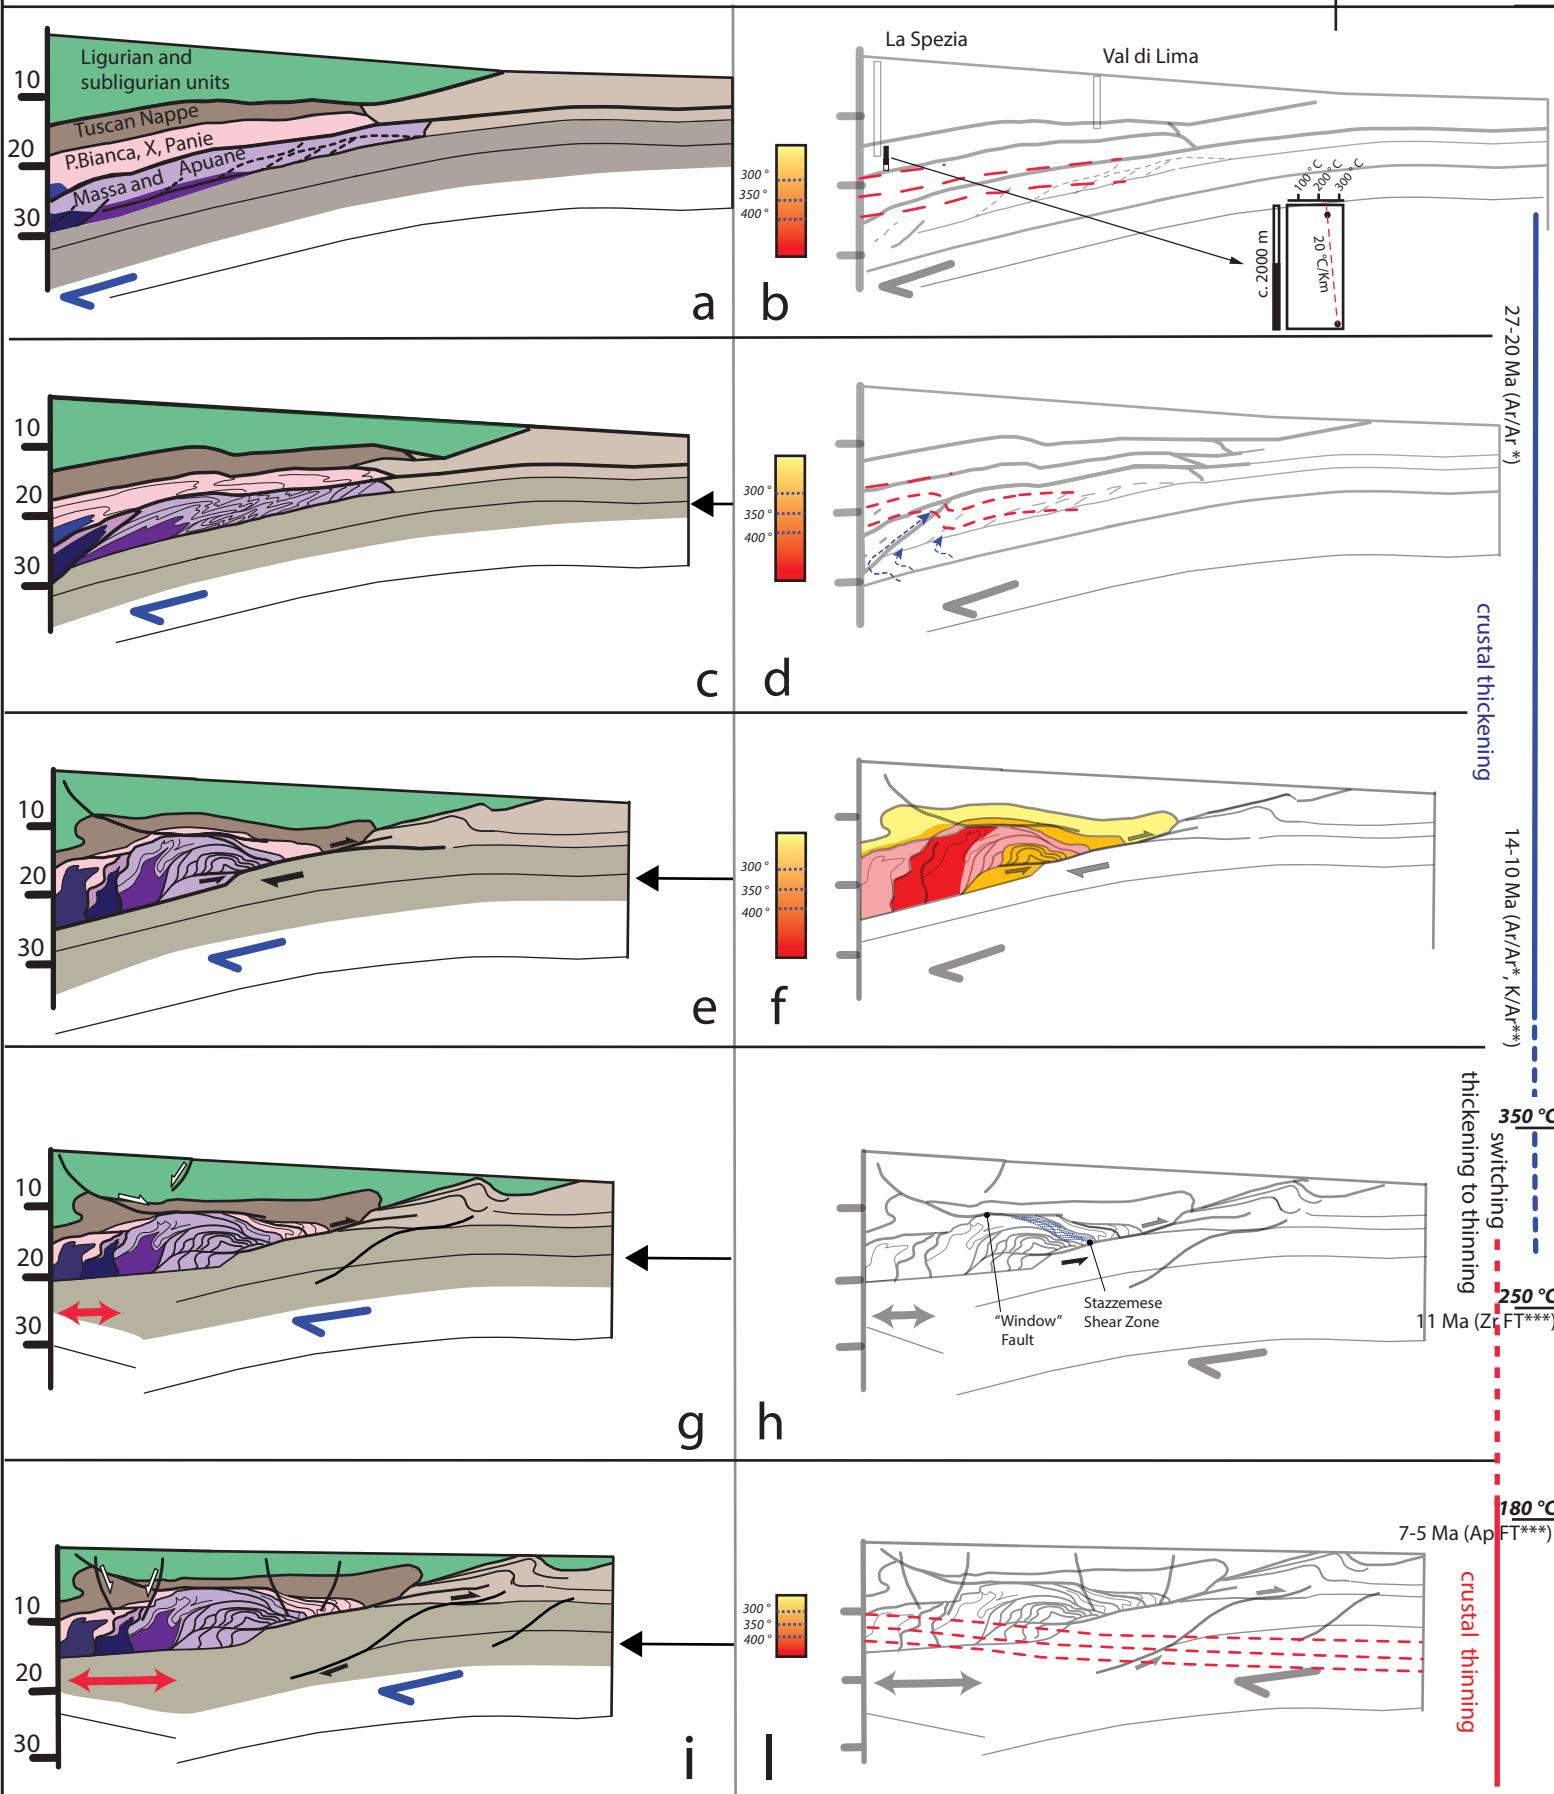 Ligurian and
subligurian units
Tuscan Nappe
P.Bianca, X, Panie
Massa and Apuane
10
20
30
a
La Spezia
Val di Lima
300 °
350 °
400 °
100 °C
200 °C
300 °C
c. 2000 m
20 °C/Km
b
27-20 Ma (Ar/Ar *)
10
20
30
c
300 °
350 °
400 °
d
crustal thickening
10
20
30
e
300 °
350 °
400 °
f
14-10 Ma (Ar/Ar*, K/Ar**)
10
20
30
g
"Window"
Fault
Stazzemese
Shear Zone
h
switching
thickening to thinning
350 °C
250 °C
11 Ma (Zr FT***)
10
20
30
i
300 °
350 °
400 °
l
180 °C
7-5 Ma (Ap FT***)
crustal thinning